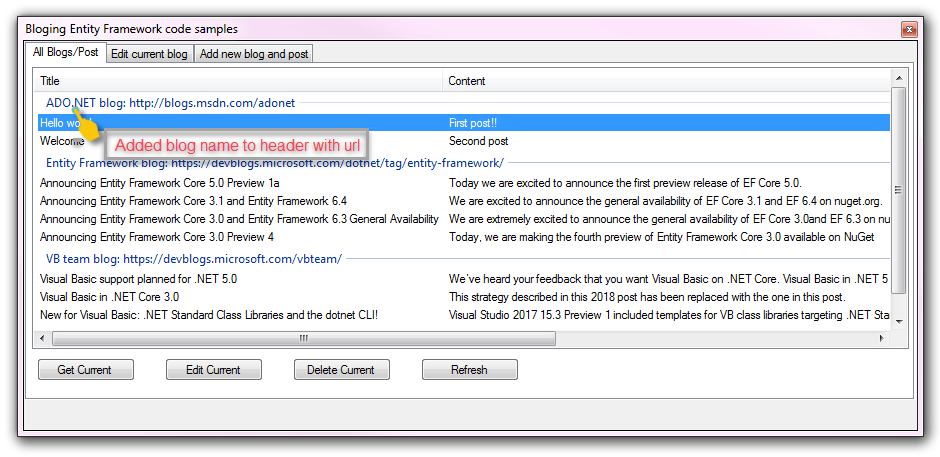 Bloging Entity Framework code samples
All Blogs/Post Edit current blog Add new blog and post
Title Content
ADO.NET blog: http://blogs.msdn.com/adonet
Hello First post!!
Welcome Second post
Added blog name to header with url
Entity Framework blog: https://devblogs.microsoft.com/dotnet/tag/entity-framework/
Announcing Entity Framework Core 5.0 Preview 1a Today we are excited to announce the first preview release of EF Core 5.0.
Announcing Entity Framework Core 3.1 and Entity Framework 6.4 We are excited to announce the general availability of EF Core 3.1 and EF 6.4 on nuget.org.
Announcing Entity Framework Core 3.0 and Entity Framework 6.3 General Availability We are extremely excited to announce the general availability of EF Core 3.0and EF 6.3 on nu
Announcing Entity Framework Core 3.0 Preview 4 Today, we are making the fourth preview of Entity Framework Core 3.0 available on NuGet
VB team blog: https://devblogs.microsoft.com/vbteam/
Visual Basic support planned for .NET 5.0 We've heard your feedback that you want Visual Basic on .NET Core. Visual Basic in .NET 5
Visual Basic in .NET Core 3.0 This strategy described in this 2018 post has been replaced with the one in this post.
New for Visual Basic: .NET Standard Class Libraries and the dotnet CLI! Visual Studio 2017 15.3 Preview 1 included templates for VB class libraries targeting .NET Sta
Get Current Edit Current Delete Current Refresh